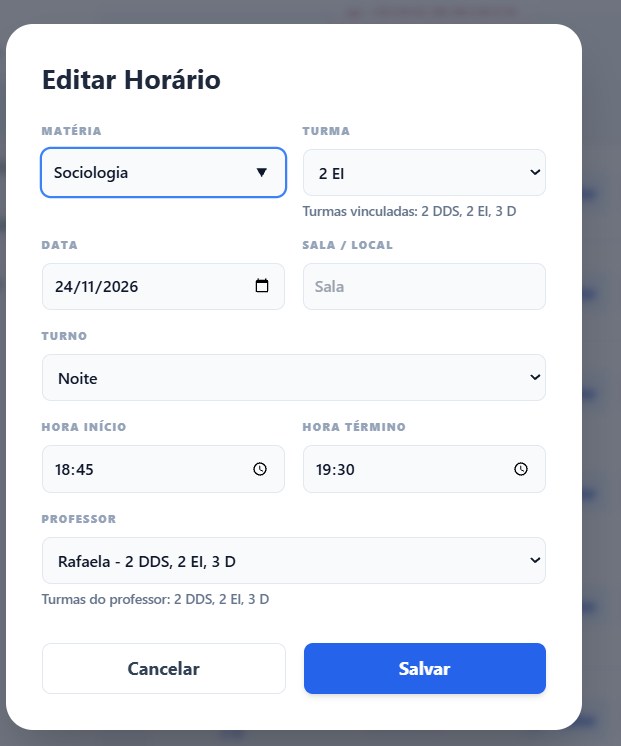 Editar Horário
MATÉRIA
TURMA
Sociologia
2 EI
Turmas vinculadas: 2 DDS, 2 EI, 3 D
DATA
SALA / LOCAL
24/11/2026
Sala
TURNO
Noite
HORA INÍCIO
HORA TÉRMINO
18:45
19:30
PROFESSOR
Rafaela - 2 DDS, 2 EI, 3 D
Turmas do professor: 2 DDS, 2 EI, 3 D
Cancelar
Salvar